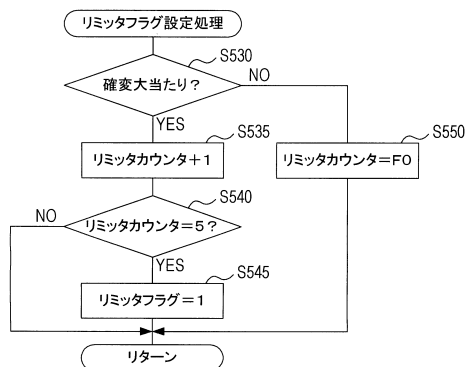 リミッタフラグ設定処理
S530
確変大当たり？
NO
YES
S535
S550
リミッタカウンタ＋1
リミッタカウンタ＝F0
S540
NO
リミッタカウンタ＝5？
YES
S545
リミッタフラグ＝1
リターン